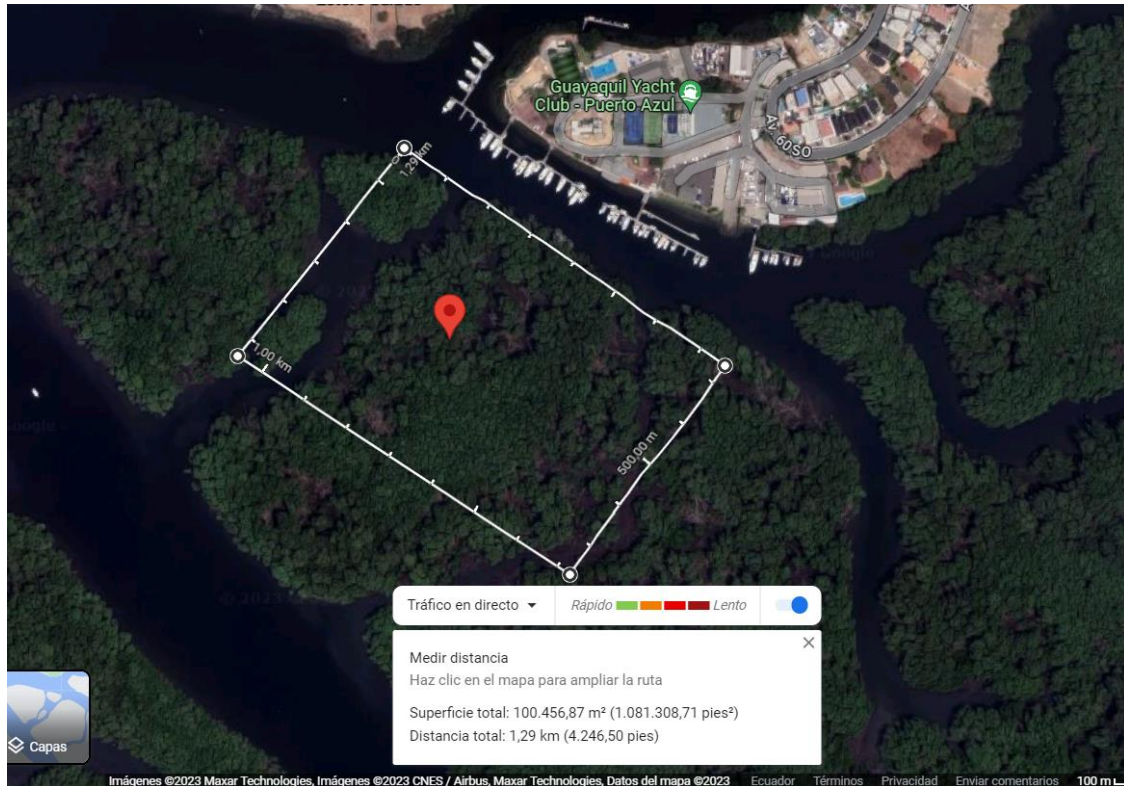 Guayaquil Yacht
Club - Puerto Azul
Av. 60 SO
1,29 km
1,00 km
500,00 m
Google
Tráfico en directo
Rápido
Lento
Medir distancia
Haz clic en el mapa para ampliar la ruta
Superficie total: 100.456,87 m² (1.081.308,71 pies²)
Distancia total: 1,29 km (4.246,50 pies)
Capas
Imágenes ©2023 Maxar Technologies, Imágenes ©2023 CNES / Airbus, Maxar Technologies, Datos del mapa ©2023 Ecuador Términos Privacidad Enviar comentarios 100 m